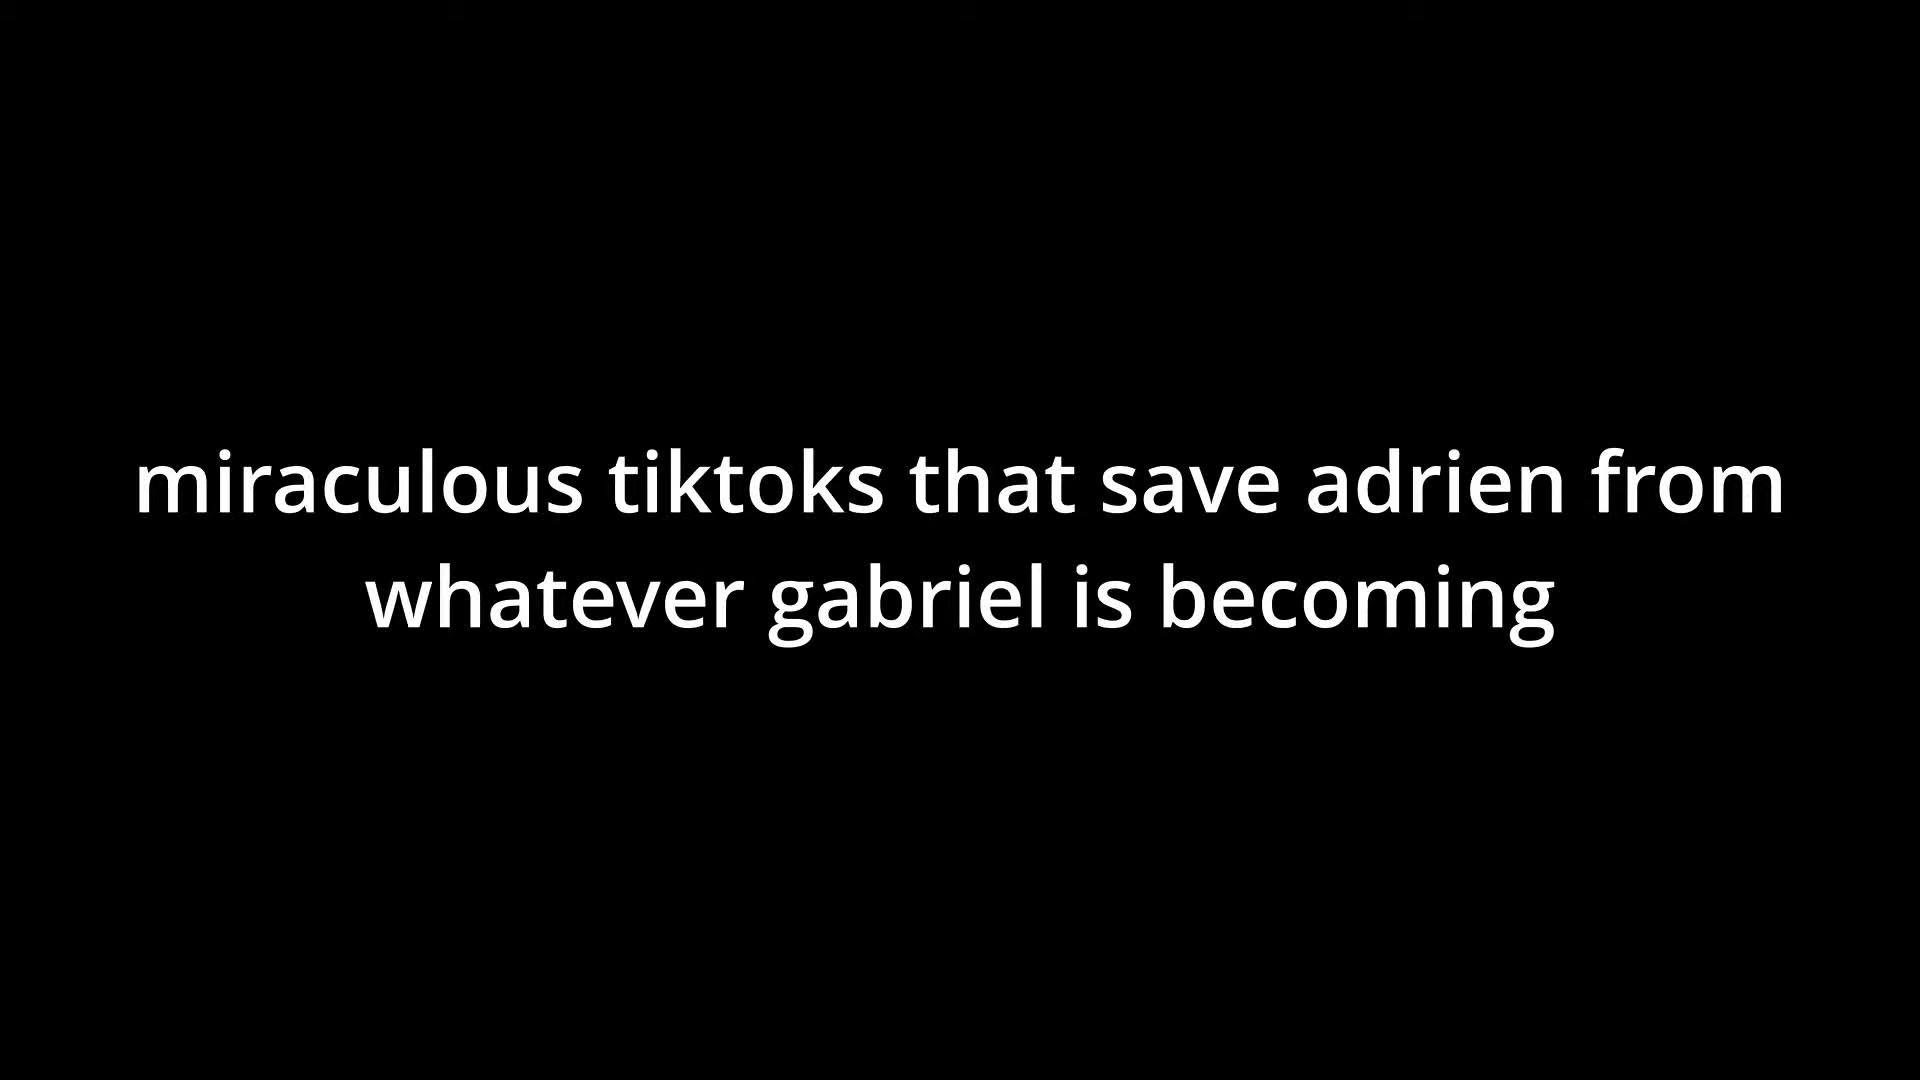 miraculous tiktoks that save adrien from
whatever gabriel is becoming